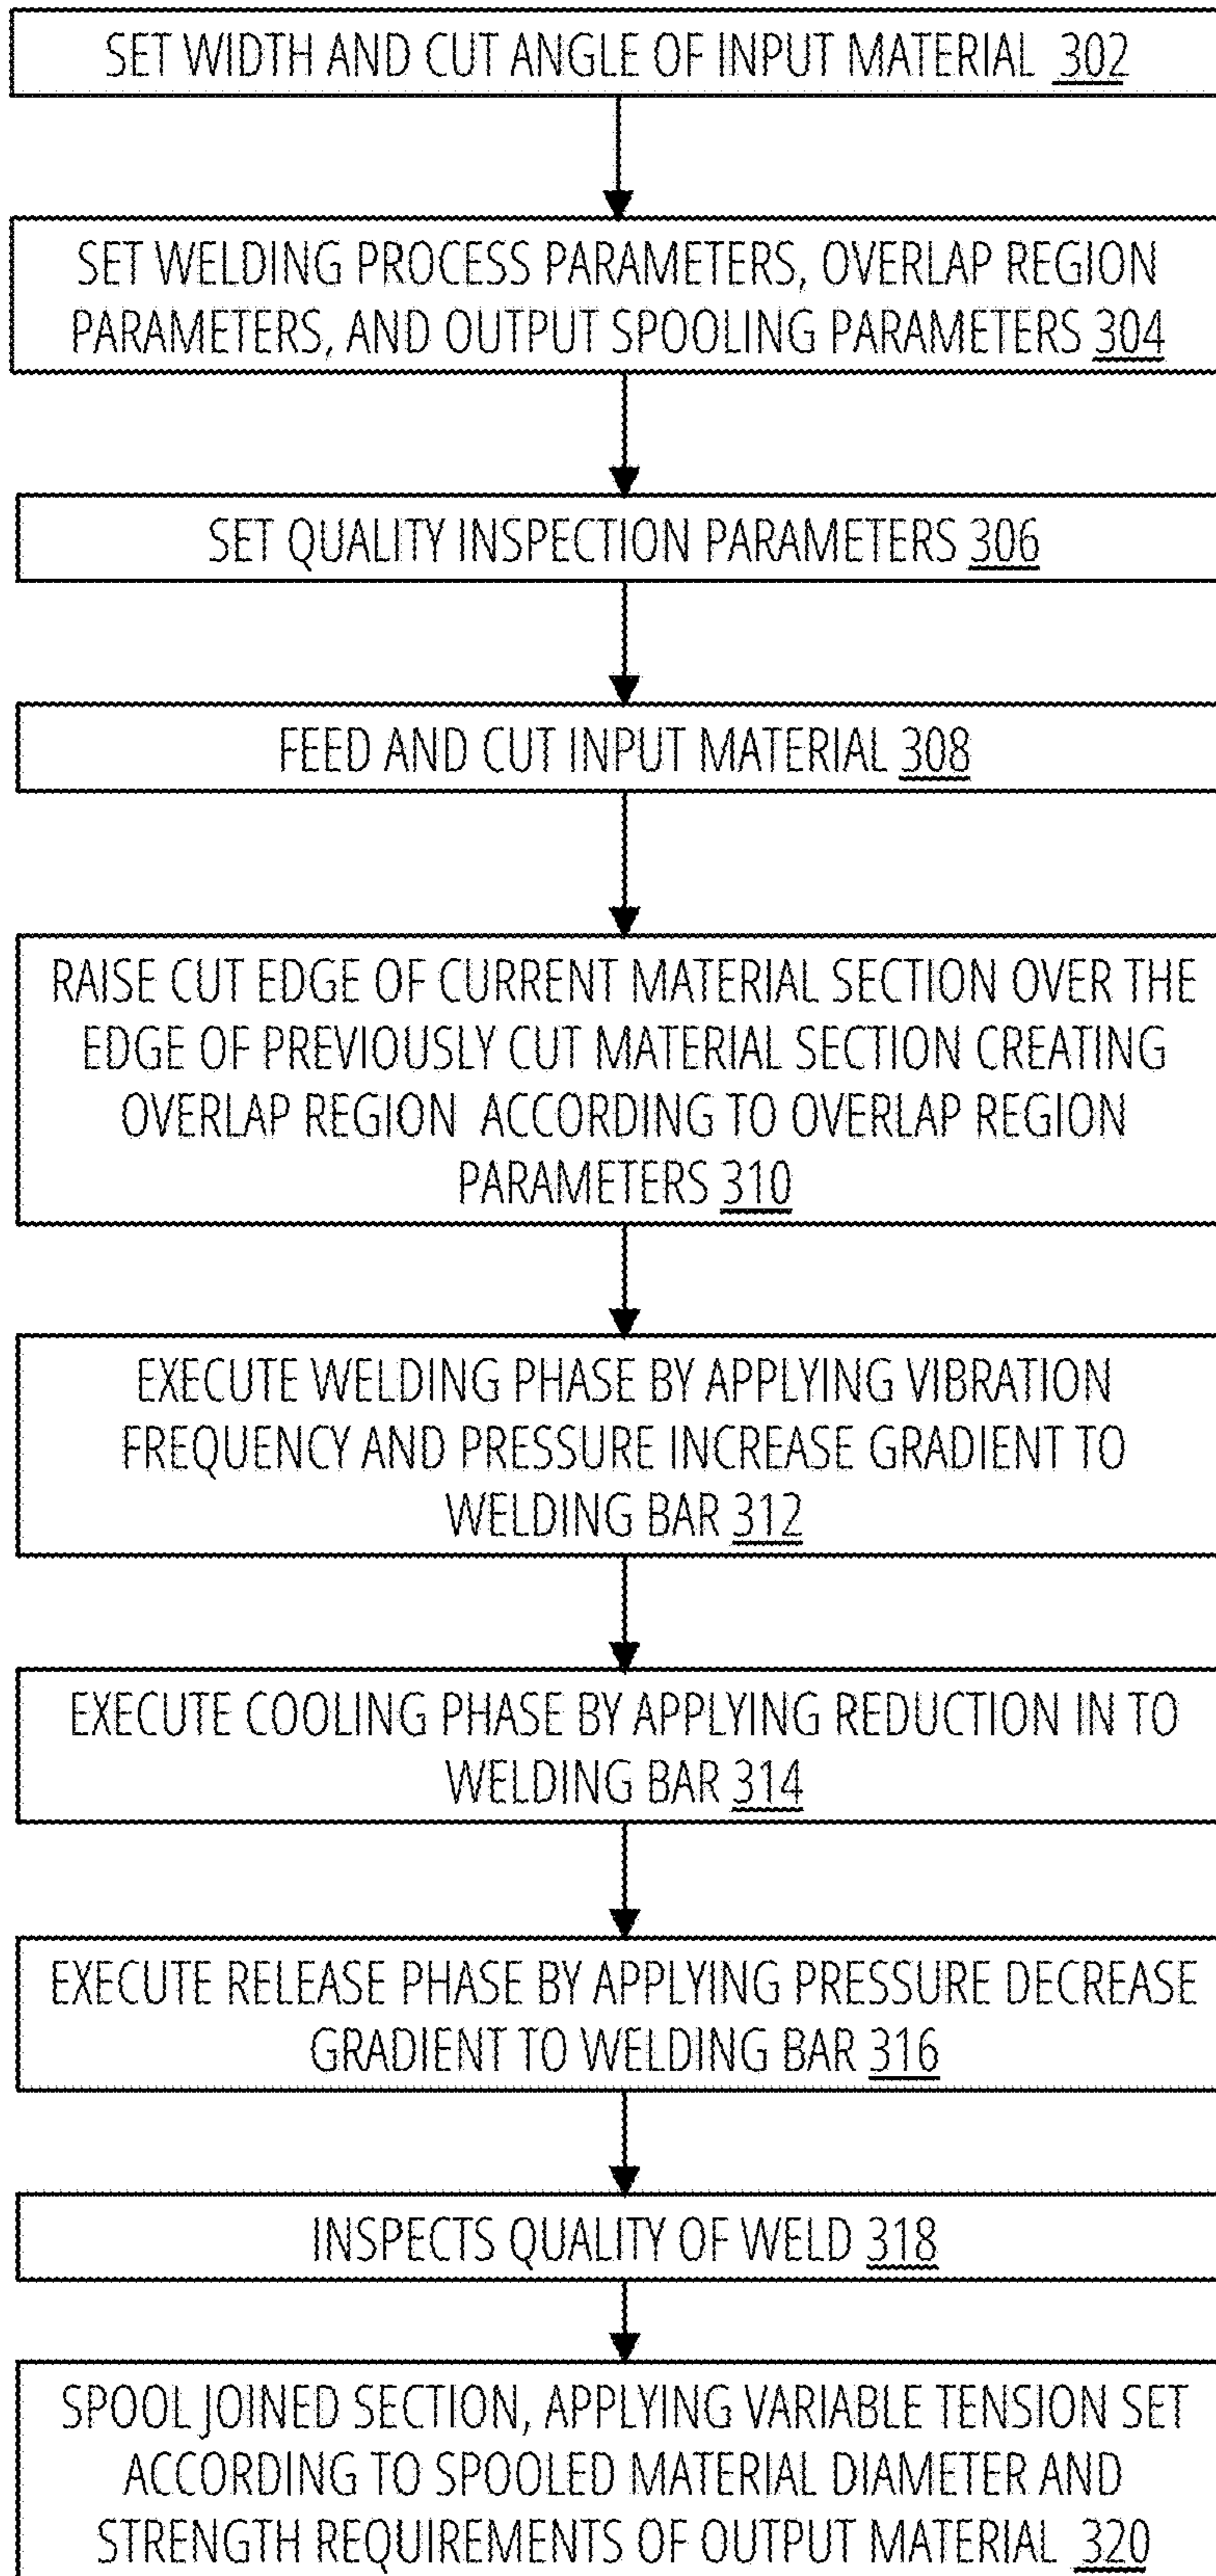 SET WIDTH AND CUT ANGLE OF INPUT MATERIAL 302
SET WELDING PROCESS PARAMETERS, OVERLAP REGION
PARAMETERS, AND OUTPUT SPOOLING PARAMETERS 304
SET QUALITY INSPECTION PARAMETERS 306
FEED AND CUT INPUT MATERIAL 308
RAISE CUT EDGE OF CURRENT MATERIAL SECTION OVER THE
EDGE OF PREVIOUSLY CUT MATERIAL SECTION CREATING
OVERLAP REGION ACCORDING TO OVERLAP REGION
PARAMETERS 310
EXECUTE WELDING PHASE BY APPLYING VIBRATION
FREQUENCY AND PRESSURE INCREASE GRADIENT TO
WELDING BAR 312
EXECUTE COOLING PHASE BY APPLYING REDUCTION IN TO
WELDING BAR 314
EXECUTE RELEASE PHASE BY APPLYING PRESSURE DECREASE
GRADIENT TO WELDING BAR 316
INSPECTS QUALITY OF WELD 318
SPOOL JOINED SECTION, APPLYING VARIABLE TENSION SET
ACCORDING TO SPOOLED MATERIAL DIAMETER AND
STRENGTH REQUIREMENTS OF OUTPUT MATERIAL 320